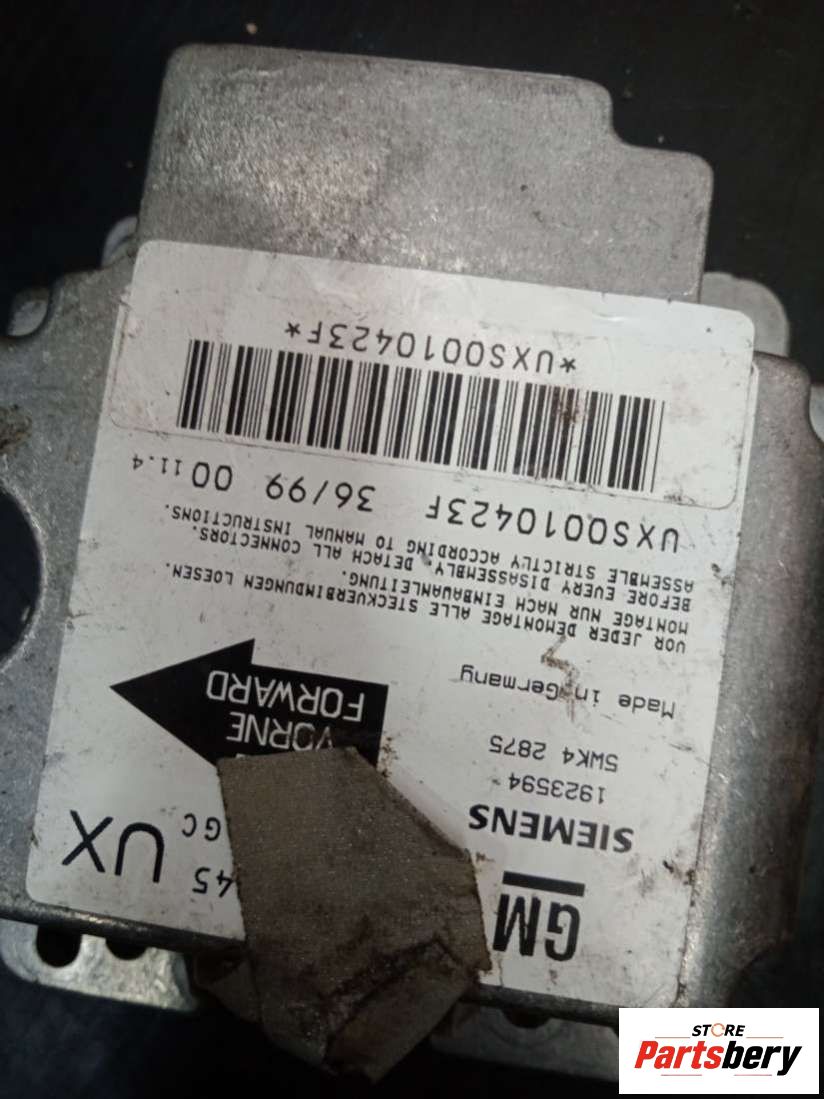 GM
SIEMENS
1923594
5WK4 2875
Made in Germany
45 UX
GC
VORNE
FORWARD
VOR JEDER DEMONTAGE ALLE STECKVERBINDUNGEN LOESEN.
MONTAGE NUR NACH EINBAUANLEITUNG.
BEFORE EVERY DISASSEMBLY, DETACH ALL CONNECTORS.
ASSEMBLE STRICTLY ACCORDING TO MANUAL INSTRUCTIONS.
UXS0010423F 36/99 00 11.4
*UXS0010423F*
STORE
Partsbery